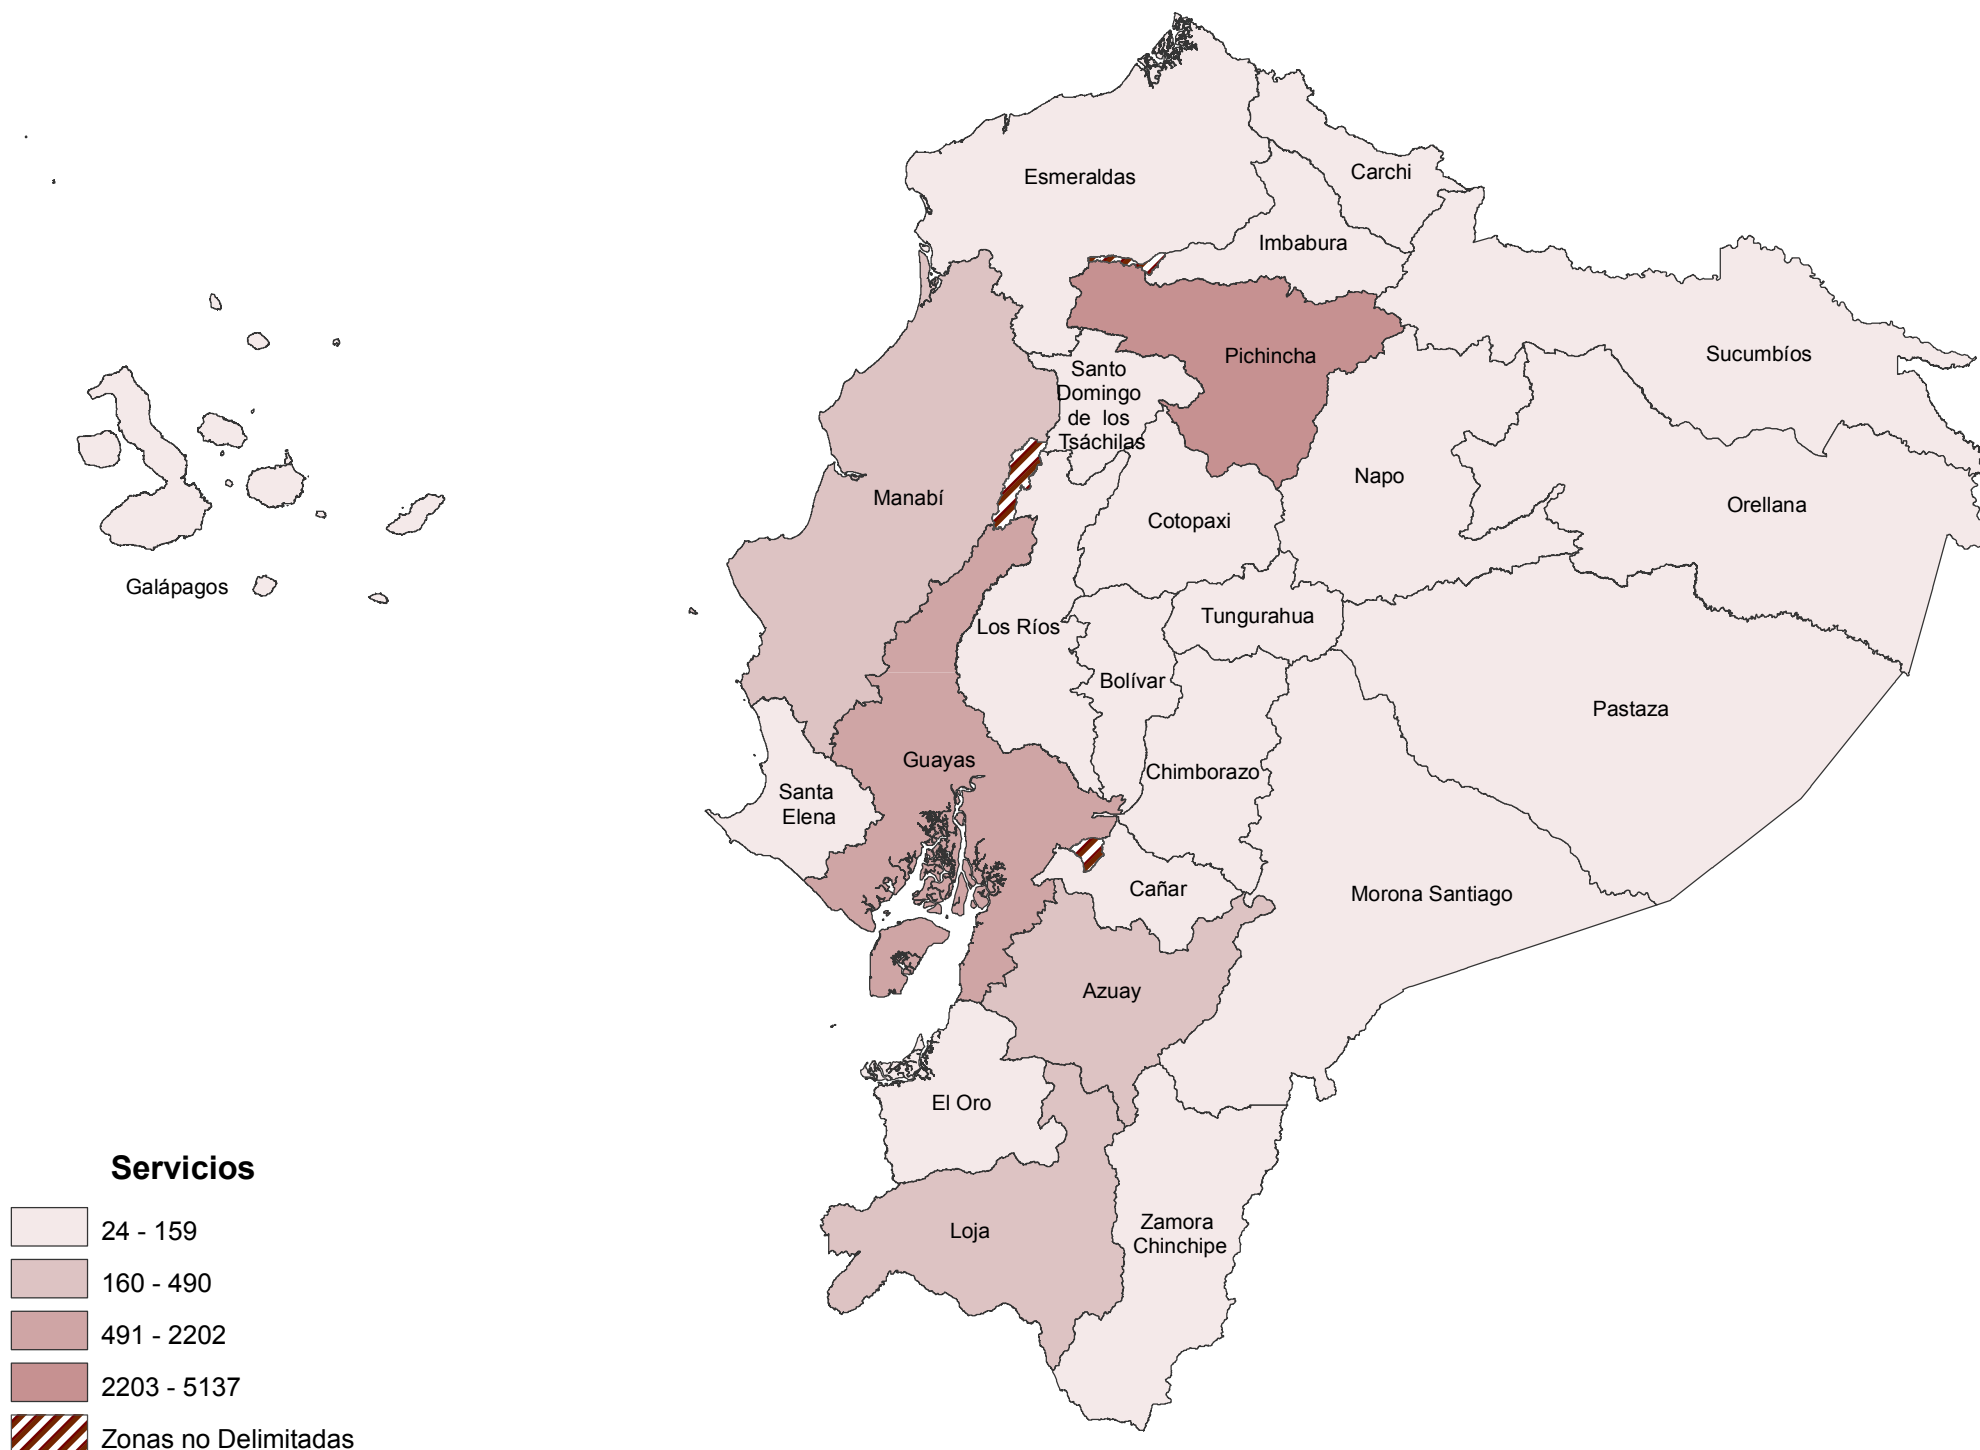 Carchi
Esmeraldas
Imbabura
Pichincha
Sucumbíos
Santo
Domingo
de los
Tsáchilas
Napo
Manabí
Orellana
Cotopaxi
Galápagos
Tungurahua
Los Ríos
Bolívar
Pastaza
Guayas
Chimborazo
Santa
Elena
Cañar
Morona Santiago
Azuay
El Oro
Zamora
Chinchipe
Loja
Servicios
24 - 159
160 - 490
491 - 2202
2203 - 5137
Zonas no Delimitadas